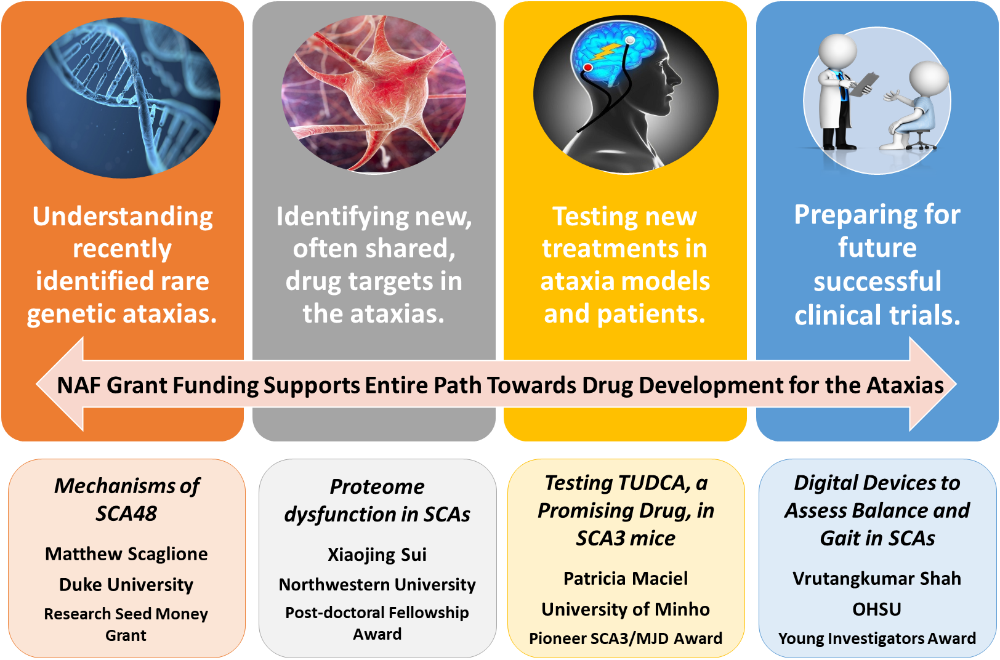 Understanding
recently
identified rare
genetic ataxias.
Identifying new,
often shared,
drug targets in
the ataxias.
Testing new
treatments in
ataxia models
and patients.
Preparing for
future
successful
clinical trials.
NAF Grant Funding Supports Entire Path Towards Drug Development for the Ataxias
Mechanisms of
SCA48
Matthew Scaglione
Duke University
Research Seed Money
Grant
Proteome
dysfunction in SCAs
Xiaojing Sui
Northwestern University
Post-doctoral Fellowship
Award
Testing TUDCA, a
Promising Drug, in
SCA3 mice
Patricia Maciel
University of Minho
Pioneer SCA3/MJD Award
Digital Devices to
Assess Balance and
Gait in SCAs
Vrutangkumar Shah
OHSU
Young Investigators Award